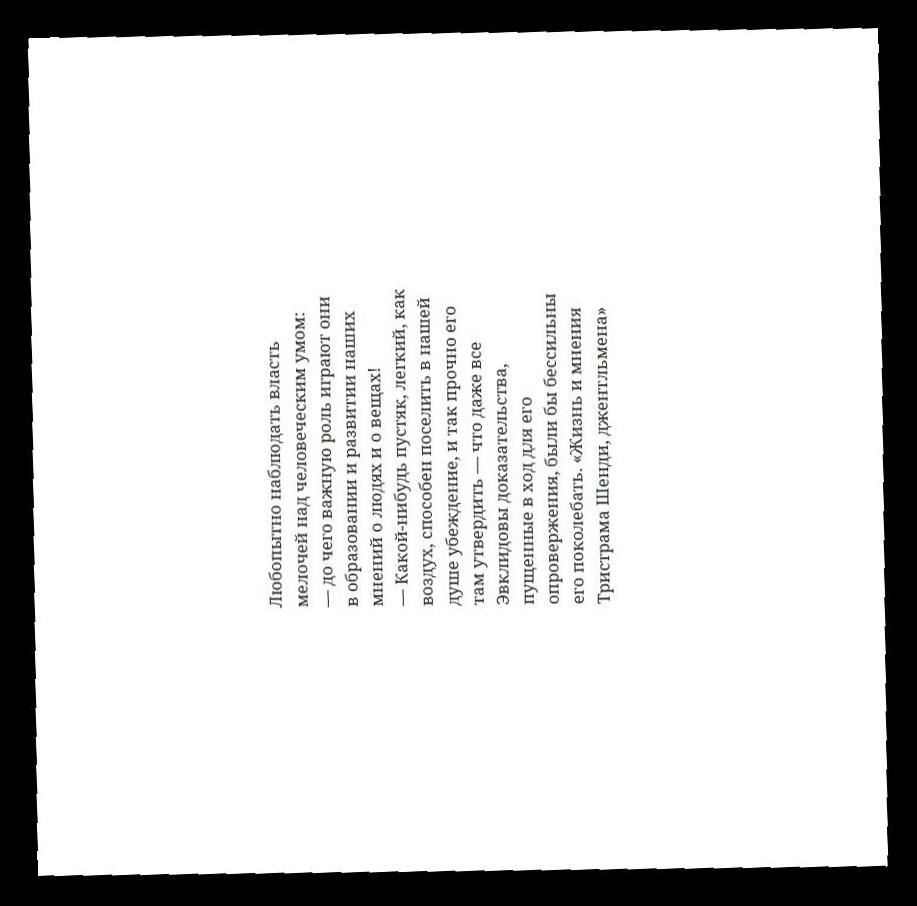 Любопытно наблюдать власть
мелочей над человеческим умом:
— до чего важную роль играют они
в образовании и развитии наших
мнений о людях и о вещах!
— Какой-нибудь пустяк, легкий, как
воздух, способен поселить в нашей
душе убеждение, и так прочно его
там утвердить — что даже все
Эвклидовы доказательства,
пущенные в ход для его
опровержения, были бы бессильны
его поколебать. «Жизнь и мнения
Тристрама Шенди, джентльмена»